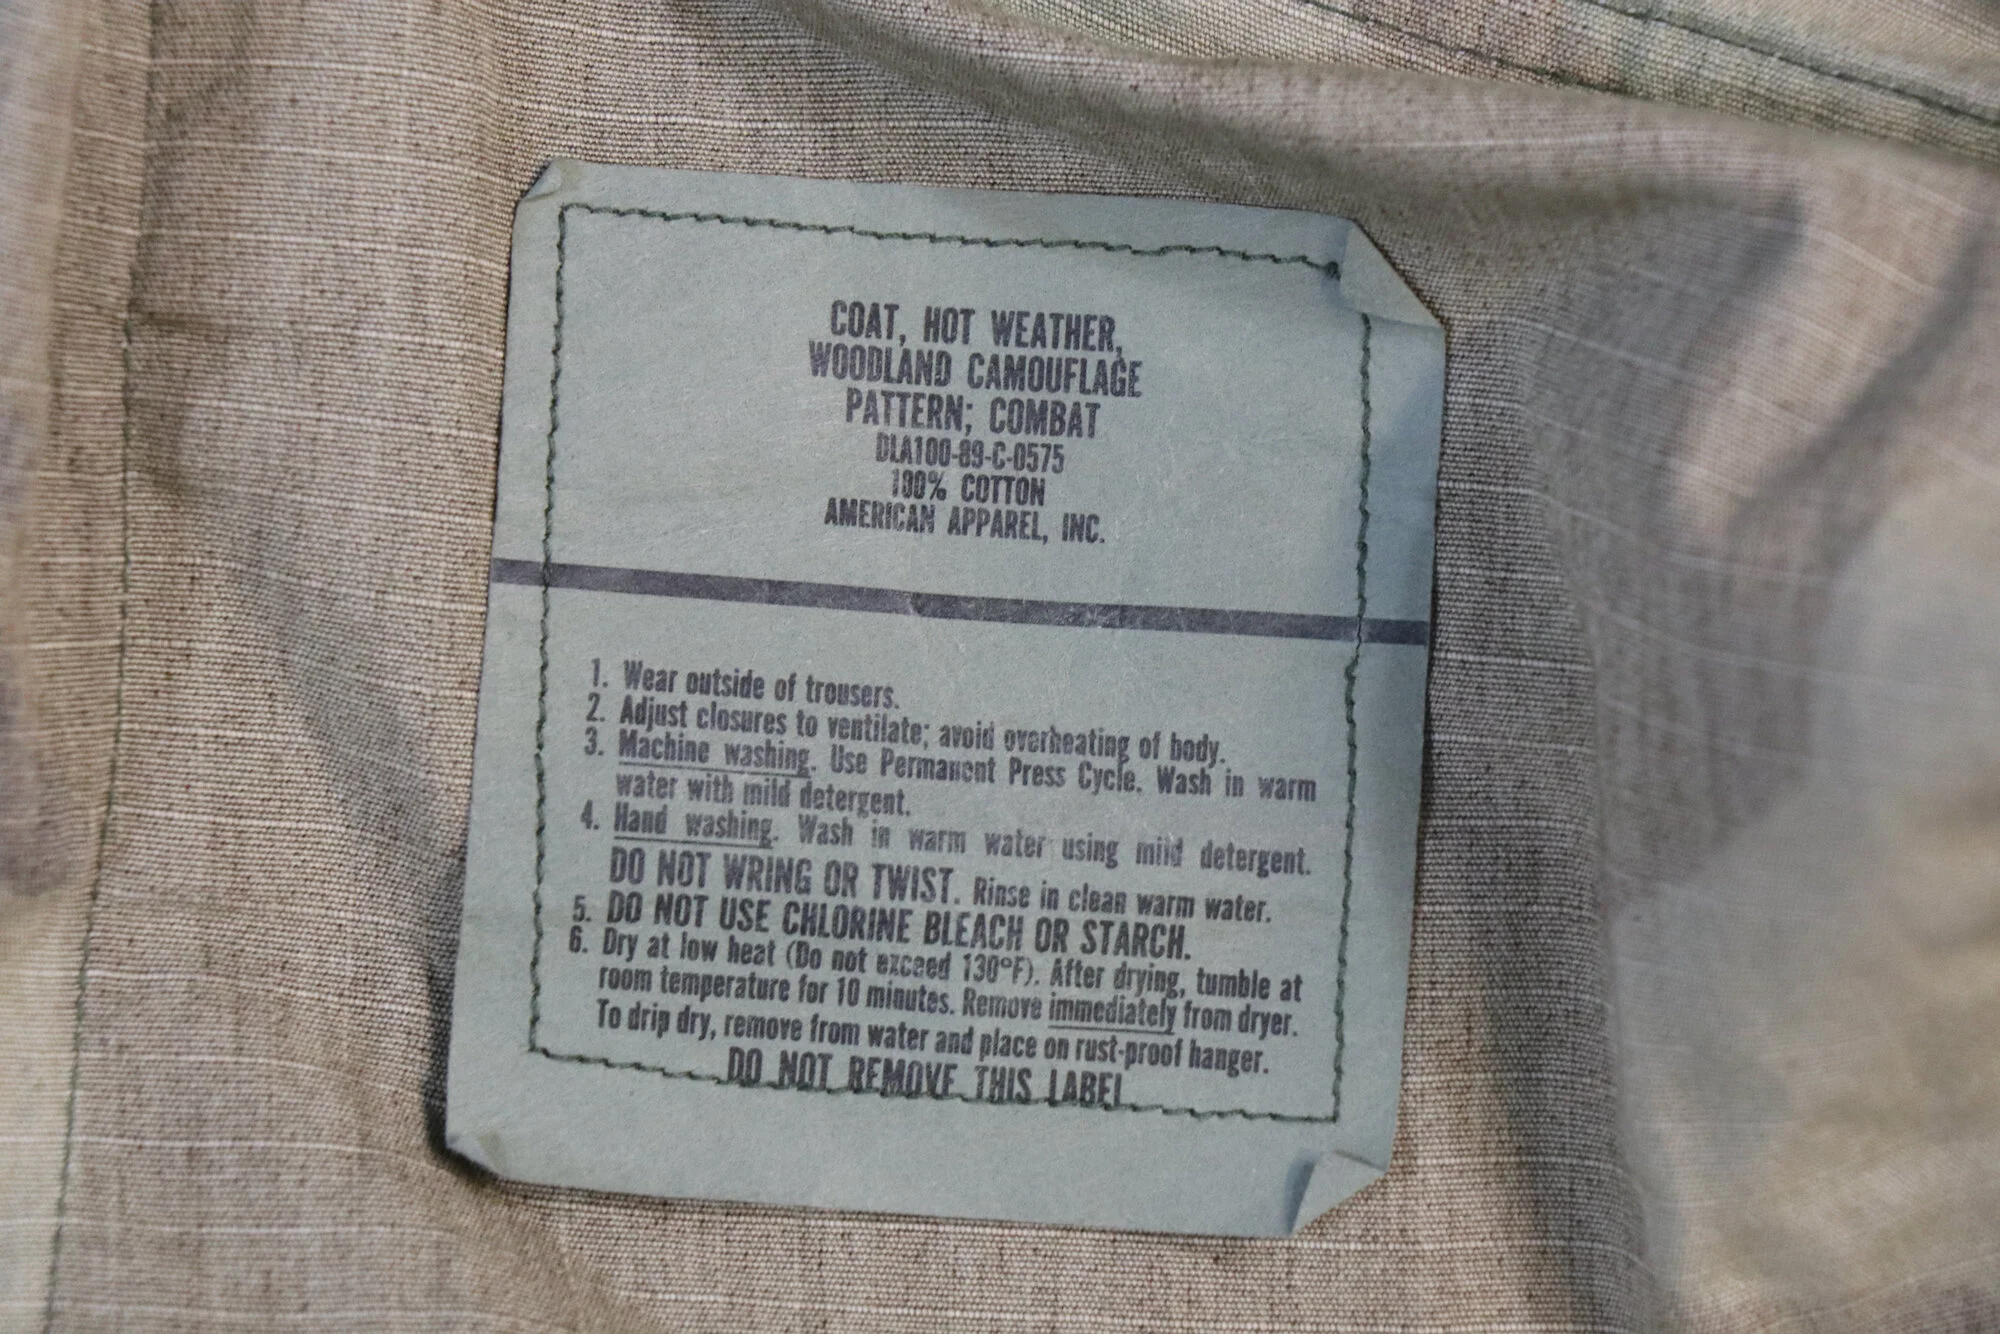 COAT, HOT WEATHER,
WOODLAND CAMOUFLAGE
PATTERN; COMBAT
DLA100-89-C-0575
100% COTTON
AMERICAN APPAREL, INC.
1. Wear outside of trousers.
2. Adjust closures to ventilate; avoid overheating of body.
3. Machine washing. Use Permanent Press Cycle. Wash in warm
water with mild detergent.
4. Hand washing. Wash in warm water using mild detergent.
DO NOT WRING OR TWIST. Rinse in clean warm water.
5. DO NOT USE CHLORINE BLEACH OR STARCH.
6. Dry at low heat (Do not exceed 130°F). After drying, tumble at
room temperature for 10 minutes. Remove immediately from dryer.
To drip dry, remove from water and place on rust-proof hanger.
DO NOT REMOVE THIS LABEL